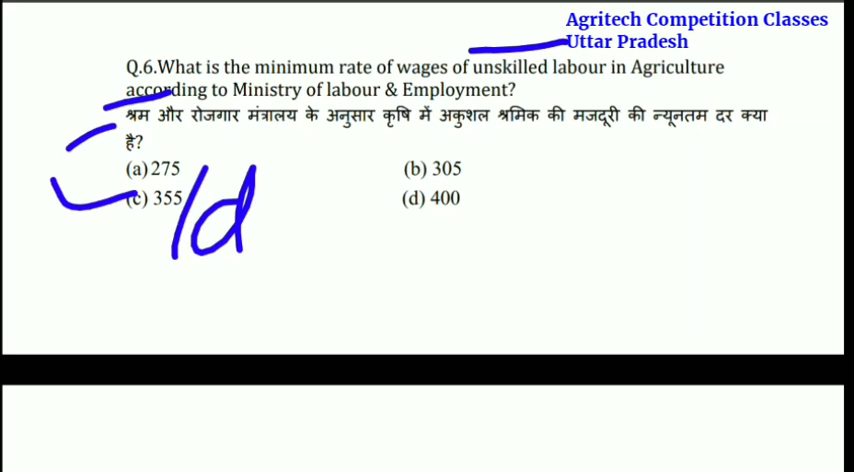 Agritech Competition Classes
Uttar Pradesh
Q.6.What is the minimum rate of wages of unskilled labour in Agriculture
according to Ministry of labour & Employment?
श्रम और रोजगार मंत्रालय के अनुसार कृषि में अकुशल श्रमिक की मजदूरी की न्यूनतम दर क्या
है?
(a) 275 (b) 305
(c) 355 (d) 400
/d